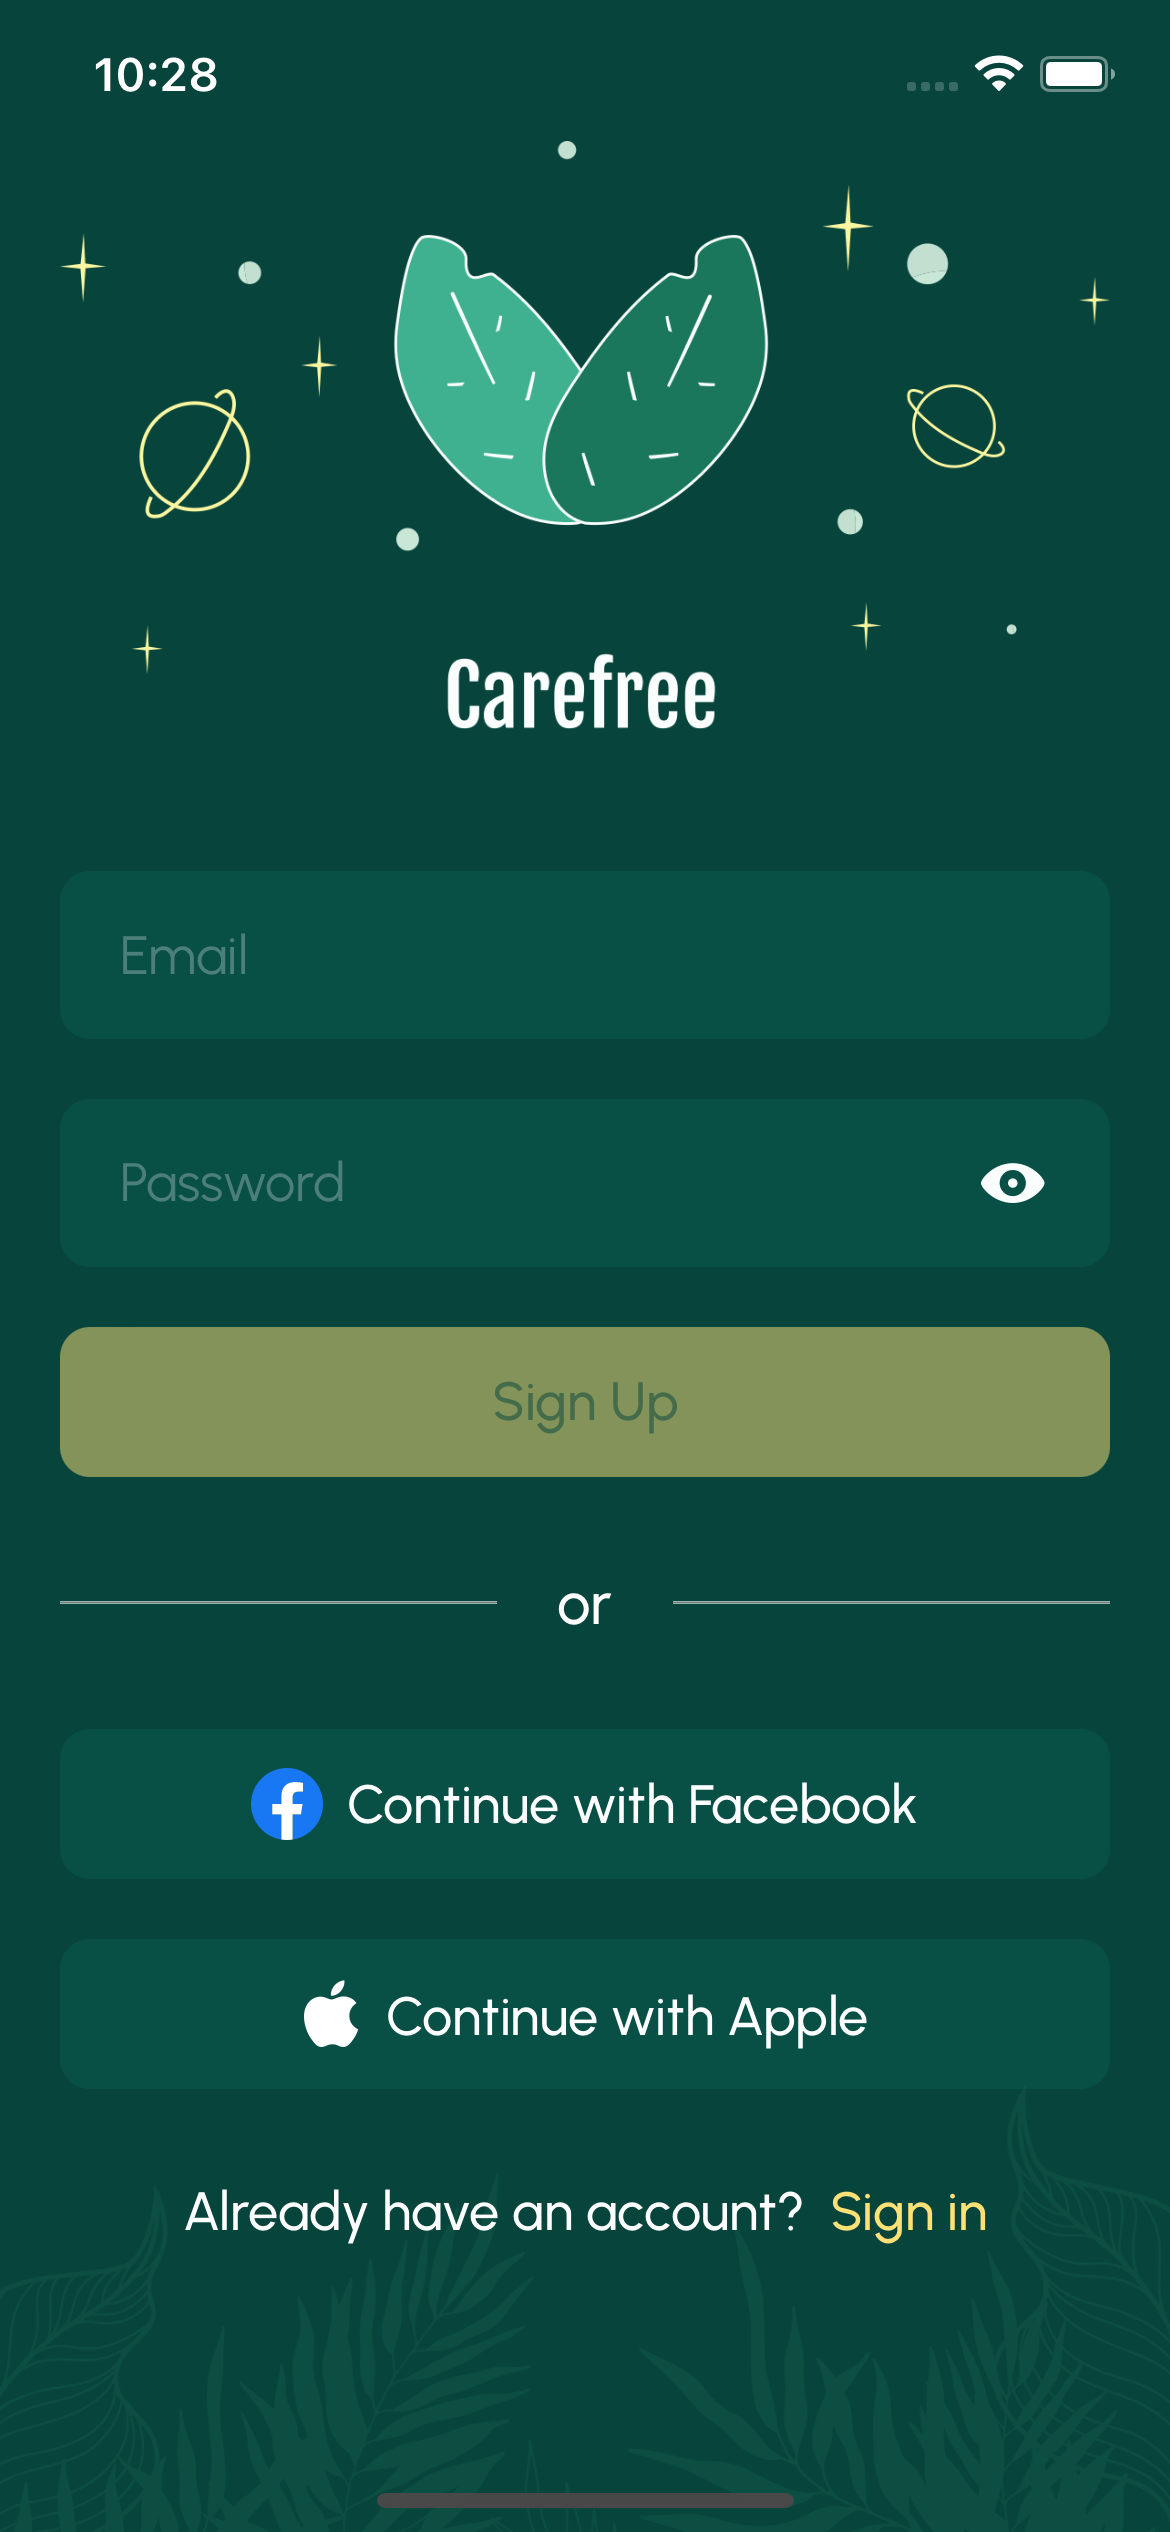 10:28
Carefree
Email
Password
Sign Up
or
Continue with Facebook
Continue with Apple
Already have an account? Sign in